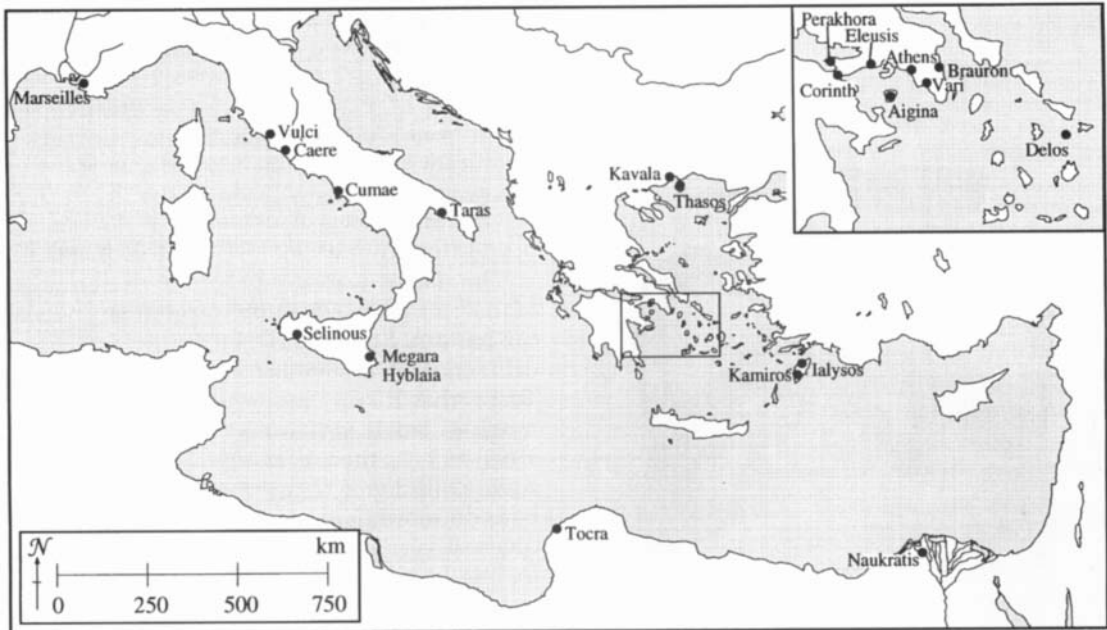 Perakhora
Eleusis
Athens
Brauron
Vari
Corinth
Aigina
Delos
Marseilles
Vulci
Caere
Cumae
Taras
Kavala
Thasos
Selinous
Megara
Hyblaia
Kamiros
Ialysos
Tocra
Naukratis
N
km
0 250 500 750